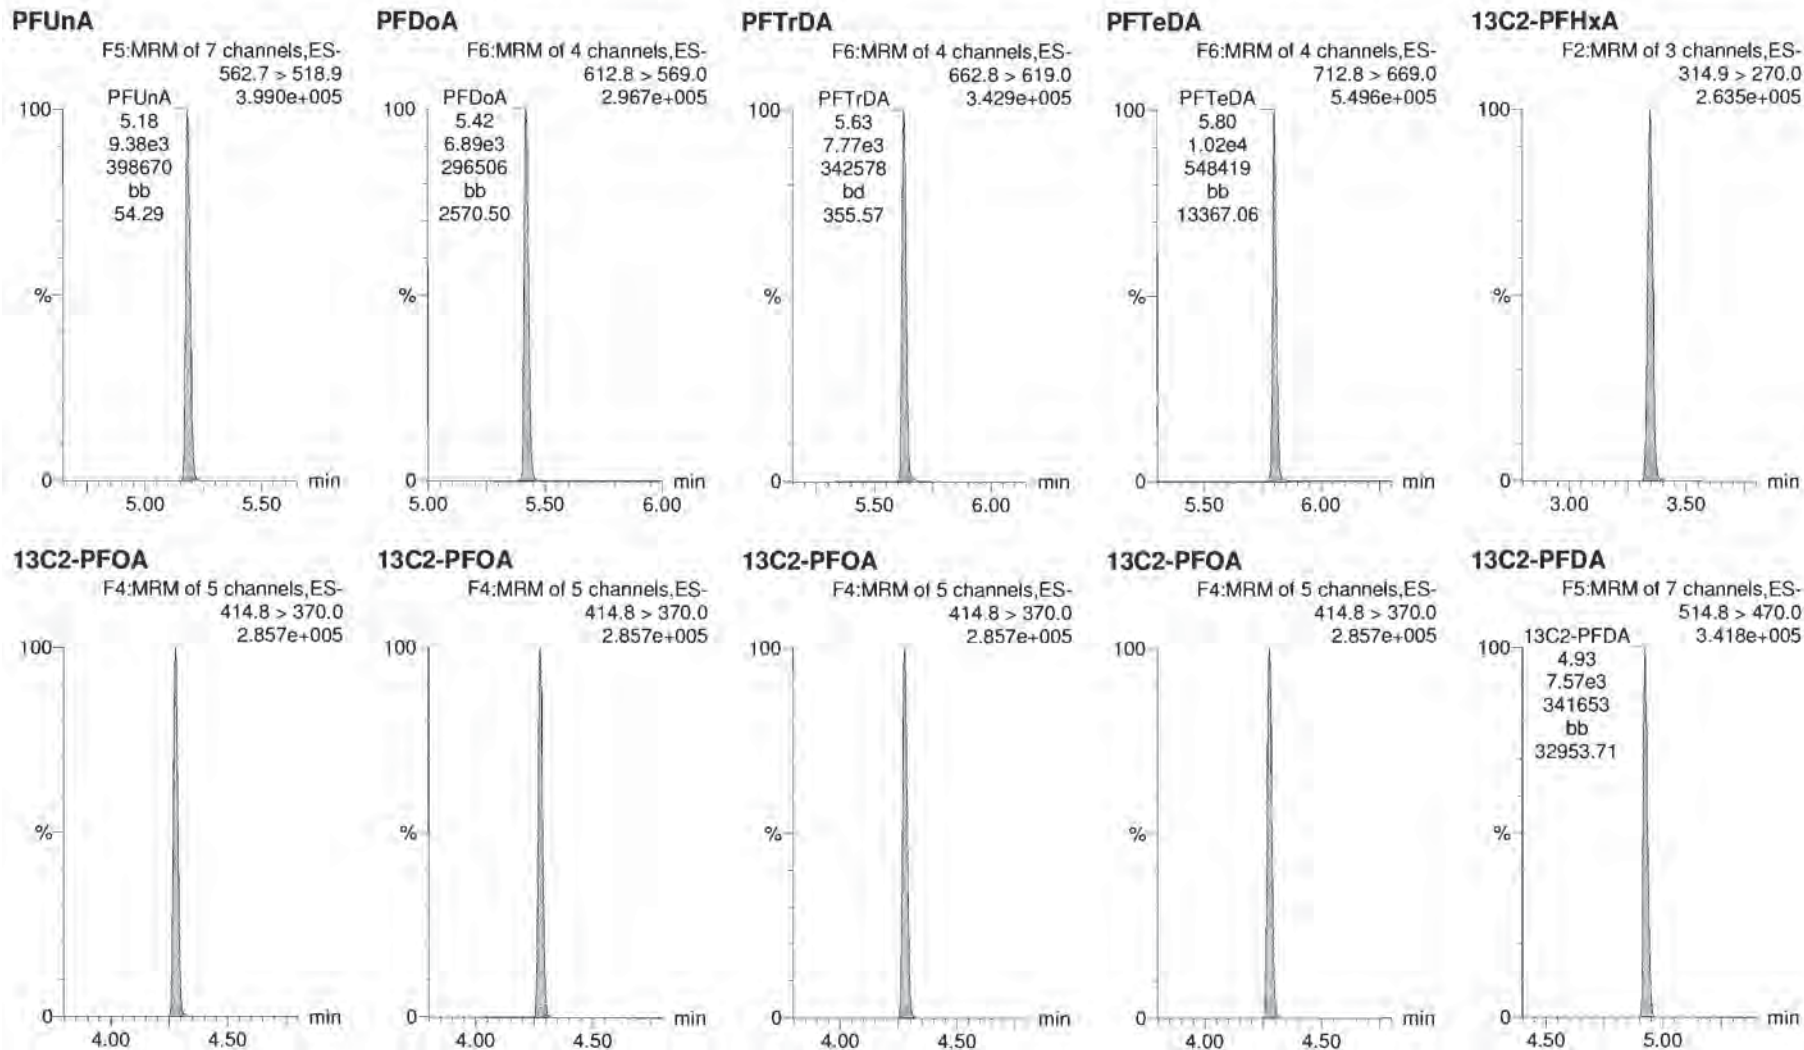 PFUnA
F5:MRM of 7 channels,ES-
562.7 > 518.9
3.990e+005
100
PFUnA
5.18
9.38e3
398670
bb
54.29
%
0
min
5.00 5.50
PFDoA
F6:MRM of 4 channels,ES-
612.8 > 569.0
2.967e+005
100
PFDoA
5.42
6.89e3
296506
bb
2570.50
%
0
min
5.00 5.50 6.00
PFTrDA
F6:MRM of 4 channels,ES-
662.8 > 619.0
3.429e+005
100
PFTrDA
5.63
7.77e3
342578
bd
355.57
%
0
min
5.50 6.00
PFTeDA
F6:MRM of 4 channels,ES-
712.8 > 669.0
5.496e+005
100
PFTeDA
5.80
1.02e4
548419
bb
13367.06
%
0
min
5.50 6.00
13C2-PFHxA
F2:MRM of 3 channels,ES-
314.9 > 270.0
2.635e+005
100
%
0
min
3.00 3.50
13C2-PFOA
F4:MRM of 5 channels,ES-
414.8 > 370.0
2.857e+005
100
%
0
min
4.00 4.50
13C2-PFOA
F4:MRM of 5 channels,ES-
414.8 > 370.0
2.857e+005
100
%
0
min
4.00 4.50
13C2-PFOA
F4:MRM of 5 channels,ES-
414.8 > 370.0
2.857e+005
100
%
0
min
4.00 4.50
13C2-PFOA
F4:MRM of 5 channels,ES-
414.8 > 370.0
2.857e+005
100
%
0
min
4.00 4.50
13C2-PFDA
F5:MRM of 7 channels,ES-
514.8 > 470.0
3.418e+005
100
13C2-PFDA
4.93
7.57e3
341653
bb
32953.71
%
0
min
4.50 5.00